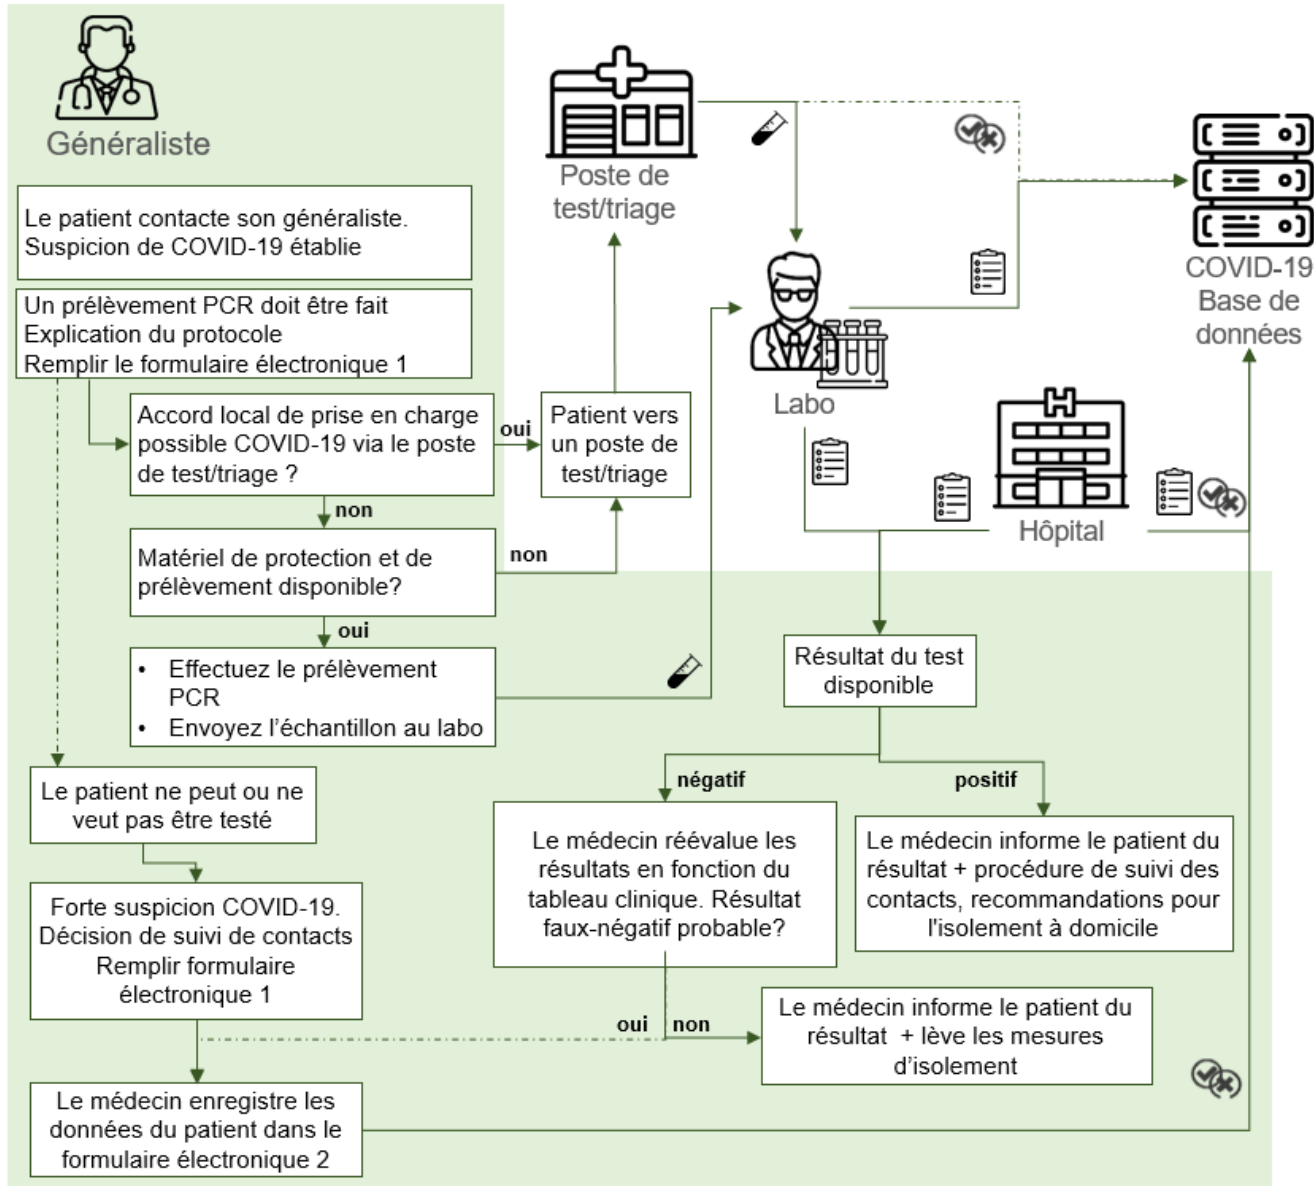 Généraliste
Le patient contacte son généraliste.
Suspicion de COVID-19 établie
Un prélèvement PCR doit être fait
Explication du protocole
Remplir le formulaire électronique 1
Accord local de prise en charge
possible COVID-19 via le poste
de test/triage ?
oui
non
Patient vers
un poste de
test/triage
Poste de
test/triage
Matériel de protection et de
prélèvement disponible?
non
oui
• Effectuez le prélèvement
PCR
• Envoyez l’échantillon au labo
Labo
COVID-19
Base de
données
H
Hôpital
Résultat du test
disponible
négatif
positif
Le patient ne peut ou ne
veut pas être testé
Forte suspicion COVID-19.
Décision de suivi de contacts
Remplir formulaire
électronique 1
Le médecin réévalue les
résultats en fonction du
tableau clinique. Résultat
faux-négatif probable?
Le médecin informe le patient du
résultat + procédure de suivi des
contacts, recommandations pour
l'isolement à domicile
oui
non
Le médecin informe le patient du
résultat + lève les mesures
d’isolement
Le médecin enregistre les
données du patient dans le
formulaire électronique 2